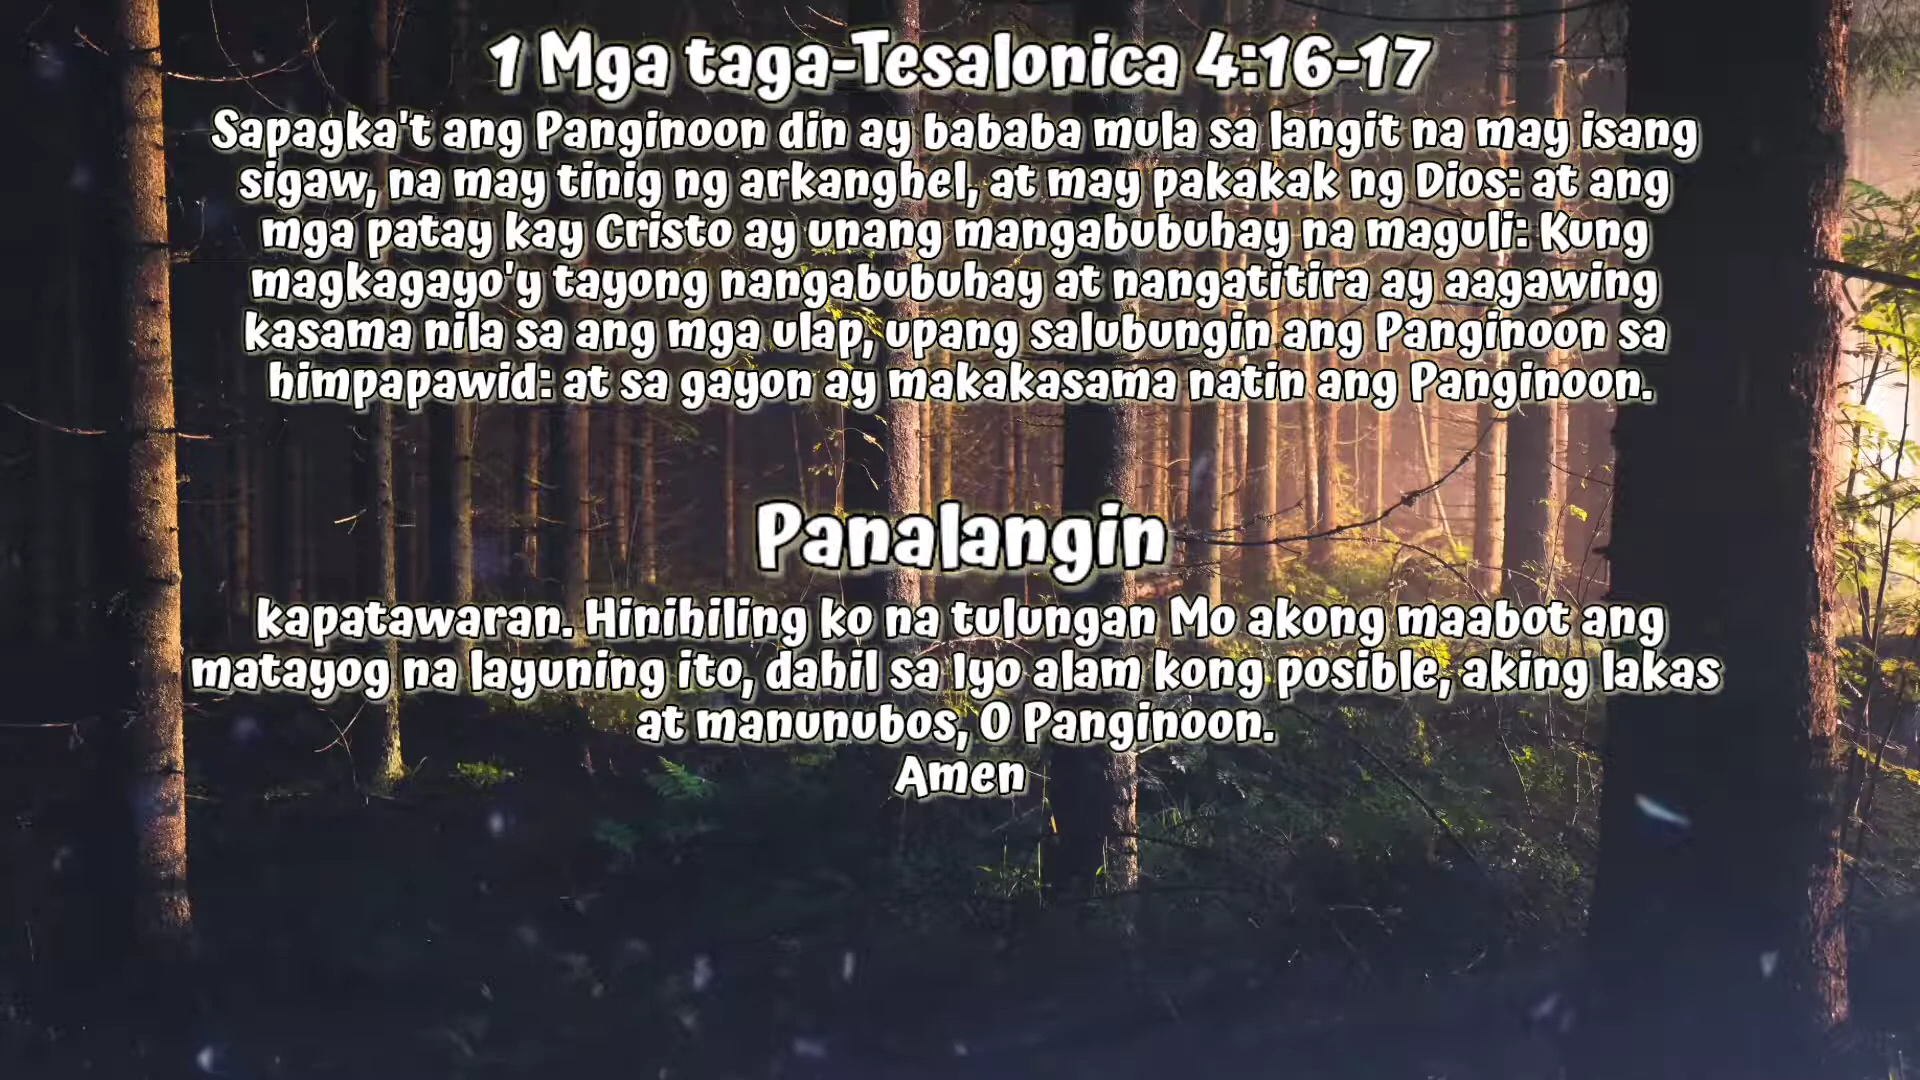 1 Mga taga-Tesalonica 4:16-17
Sapagka't ang Panginoon din ay bababa mula sa langit na may isang
sigaw, na may tinig ng arkanghel, at may pakakak ng Dios: at ang
mga patay kay Cristo ay unang mangabubuhay na maguli: Kung
magkagayo'y tayong nangabubuhay at nangatitira ay aagawing
kasama nila sa ang mga ulap, upang salubungin ang Panginoon sa
himpapawid: at sa gayon ay makakasama natin ang Panginoon.
Panalangin
kapatawaran. Hinihiling ko na tulungan Mo akong maabot ang
matayog na layuning ito, dahil sa Iyo alam kong posible, aking lakas
at manunubos, O Panginoon.
Amen